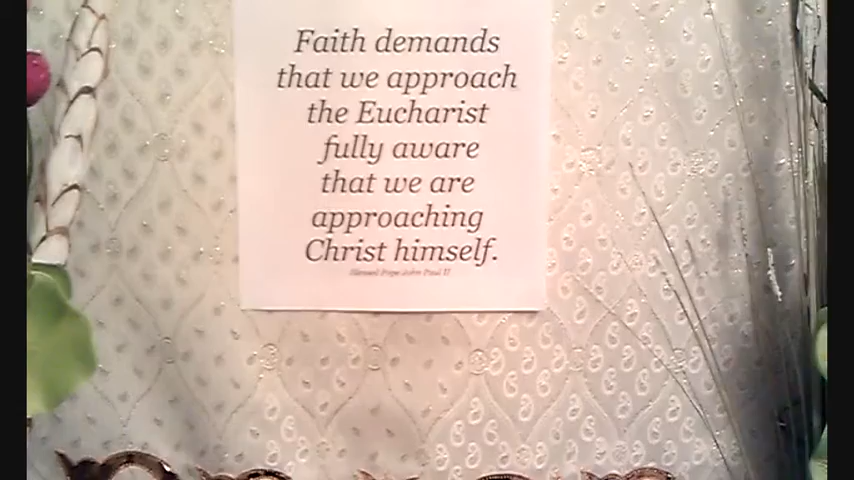 Faith demands
that we approach
the Eucharist
fully aware
that we are
approaching
Christ himself.
Blessed Pope John Paul II